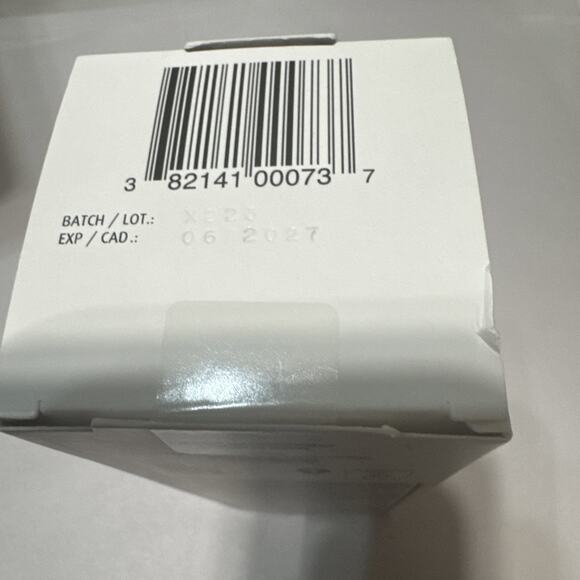 3 82141 00073 7
BATCH / LOT.:
EXP / CAD.: 06 2027